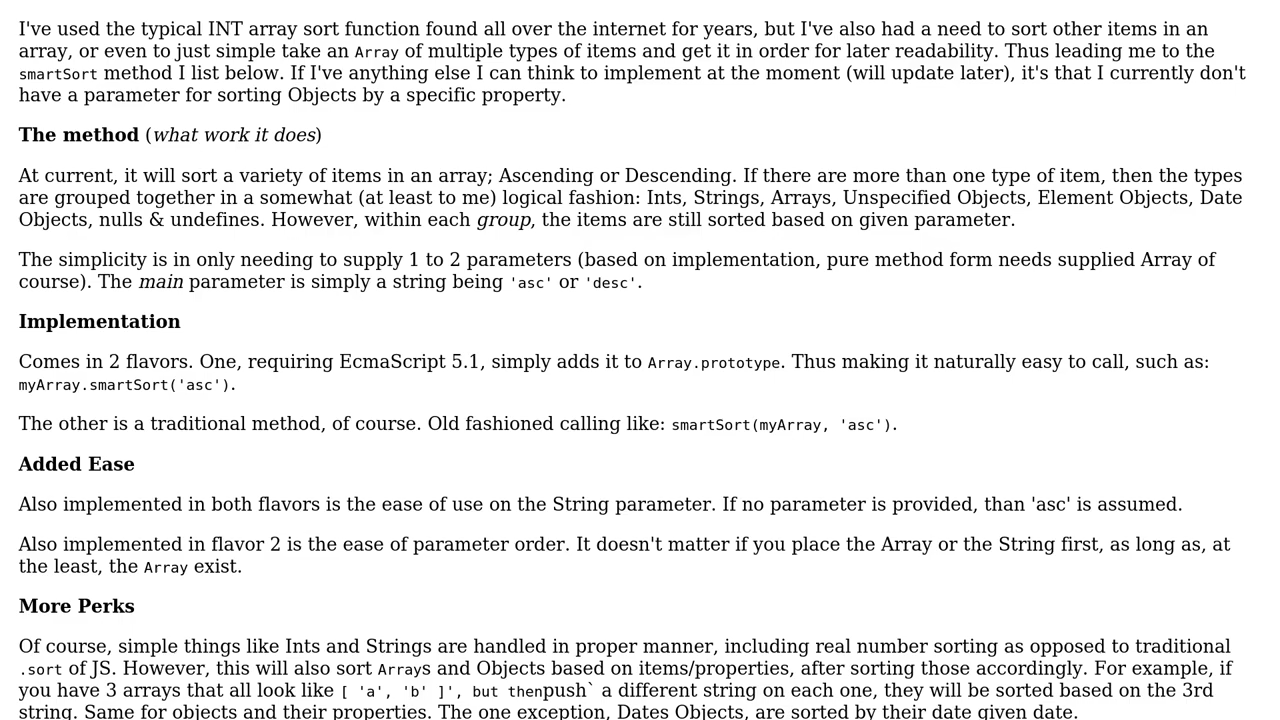 I've used the typical INT array sort function found all over the internet for years, but I've also had a need to sort other items in an
array, or even to just simple take an Array of multiple types of items and get it in order for later readability. Thus leading me to the
smartSort method I list below. If I've anything else I can think to implement at the moment (will update later), it's that I currently don't
have a parameter for sorting Objects by a specific property.
The method (what work it does)
At current, it will sort a variety of items in an array; Ascending or Descending. If there are more than one type of item, then the types
are grouped together in a somewhat (at least to me) logical fashion: Ints, Strings, Arrays, Unspecified Objects, Element Objects, Date
Objects, nulls & undefines. However, within each group, the items are still sorted based on given parameter.
The simplicity is in only needing to supply 1 to 2 parameters (based on implementation, pure method form needs supplied Array of
course). The main parameter is simply a string being 'asc' or 'desc'.
Implementation
Comes in 2 flavors. One, requiring EcmaScript 5.1, simply adds it to Array.prototype. Thus making it naturally easy to call, such as:
myArray.smartSort('asc').
The other is a traditional method, of course. Old fashioned calling like: smartSort(myArray, 'asc').
Added Ease
Also implemented in both flavors is the ease of use on the String parameter. If no parameter is provided, than 'asc' is assumed.
Also implemented in flavor 2 is the ease of parameter order. It doesn't matter if you place the Array or the String first, as long as, at
the least, the Array exist.
More Perks
Of course, simple things like Ints and Strings are handled in proper manner, including real number sorting as opposed to traditional
.sort of JS. However, this will also sort Arrays and Objects based on items/properties, after sorting those accordingly. For example, if
you have 3 arrays that all look like [ 'a', 'b' ]', but thenpush` a different string on each one, they will be sorted based on the 3rd
string. Same for objects and their properties. The one exception, Dates Objects, are sorted by their date given date.